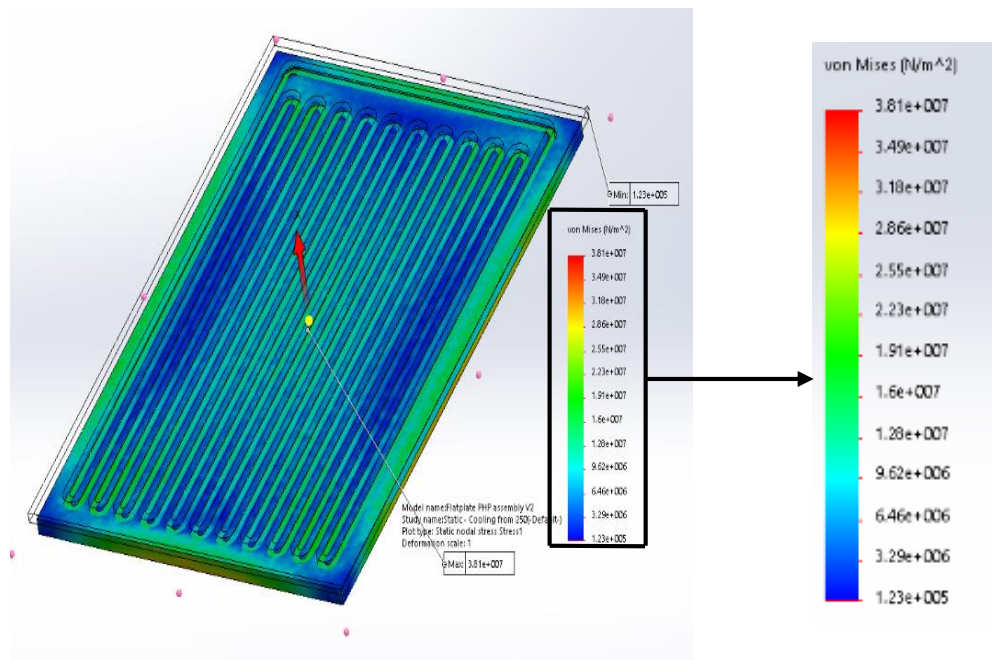 Min: 1.23e+005
von Mises (N/m^2)
3.81e+007
3.49e+007
3.18e+007
2.86e+007
2.55e+007
2.23e+007
1.91e+007
1.6e+007
1.28e+007
9.62e+006
6.46e+006
3.29e+006
1.23e+005
Model name:Flatplate PHP assembly V2
Study name:Static - Cooling from 250(-Default-)
Plot type: Static nodal stress Stress1
Deformation scale: 1
Max: 3.81e+007
von Mises (N/m^2)
3.81e+007
3.49e+007
3.18e+007
2.86e+007
2.55e+007
2.23e+007
1.91e+007
1.6e+007
1.28e+007
9.62e+006
6.46e+006
3.29e+006
1.23e+005